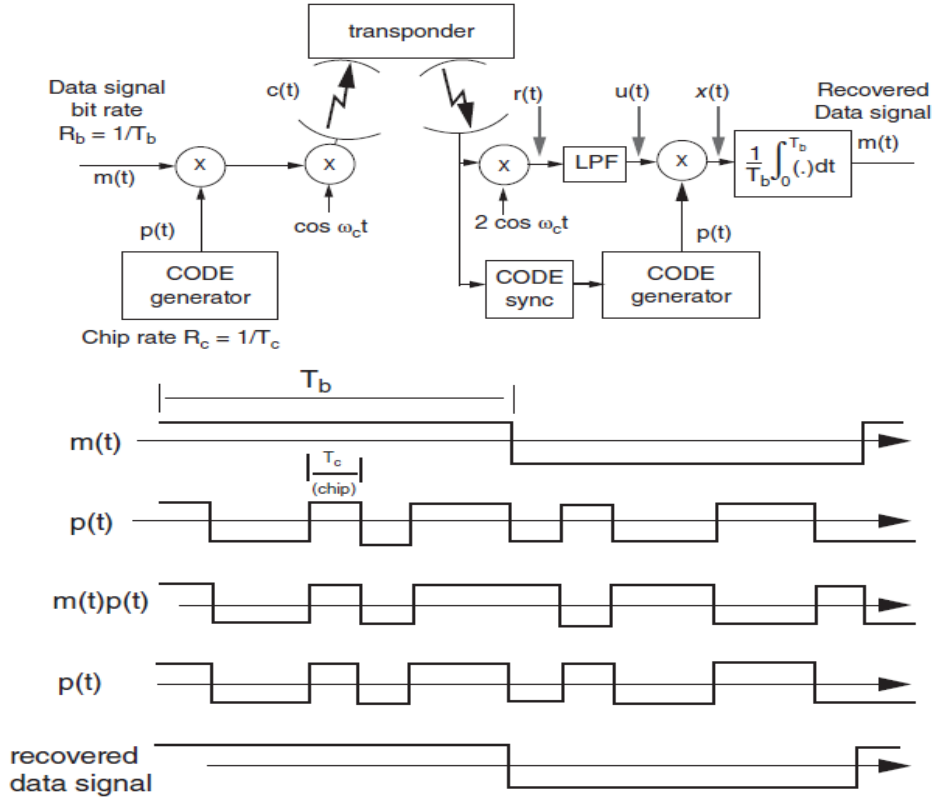 transponder
Data signal
bit rate
R_b = 1/T_b
c(t)
r(t)
u(t)
x(t)
Recovered
Data signal
m(t)
x
x
x
LPF
x
1/T_b ∫_0^T_b (.)dt
m(t)
p(t)
cos ω_c t
2 cos ω_c t
p(t)
CODE
generator
CODE
sync
CODE
generator
Chip rate R_c = 1/T_c
T_b
m(t)
T_c
(chip)
p(t)
m(t)p(t)
p(t)
recovered
data signal